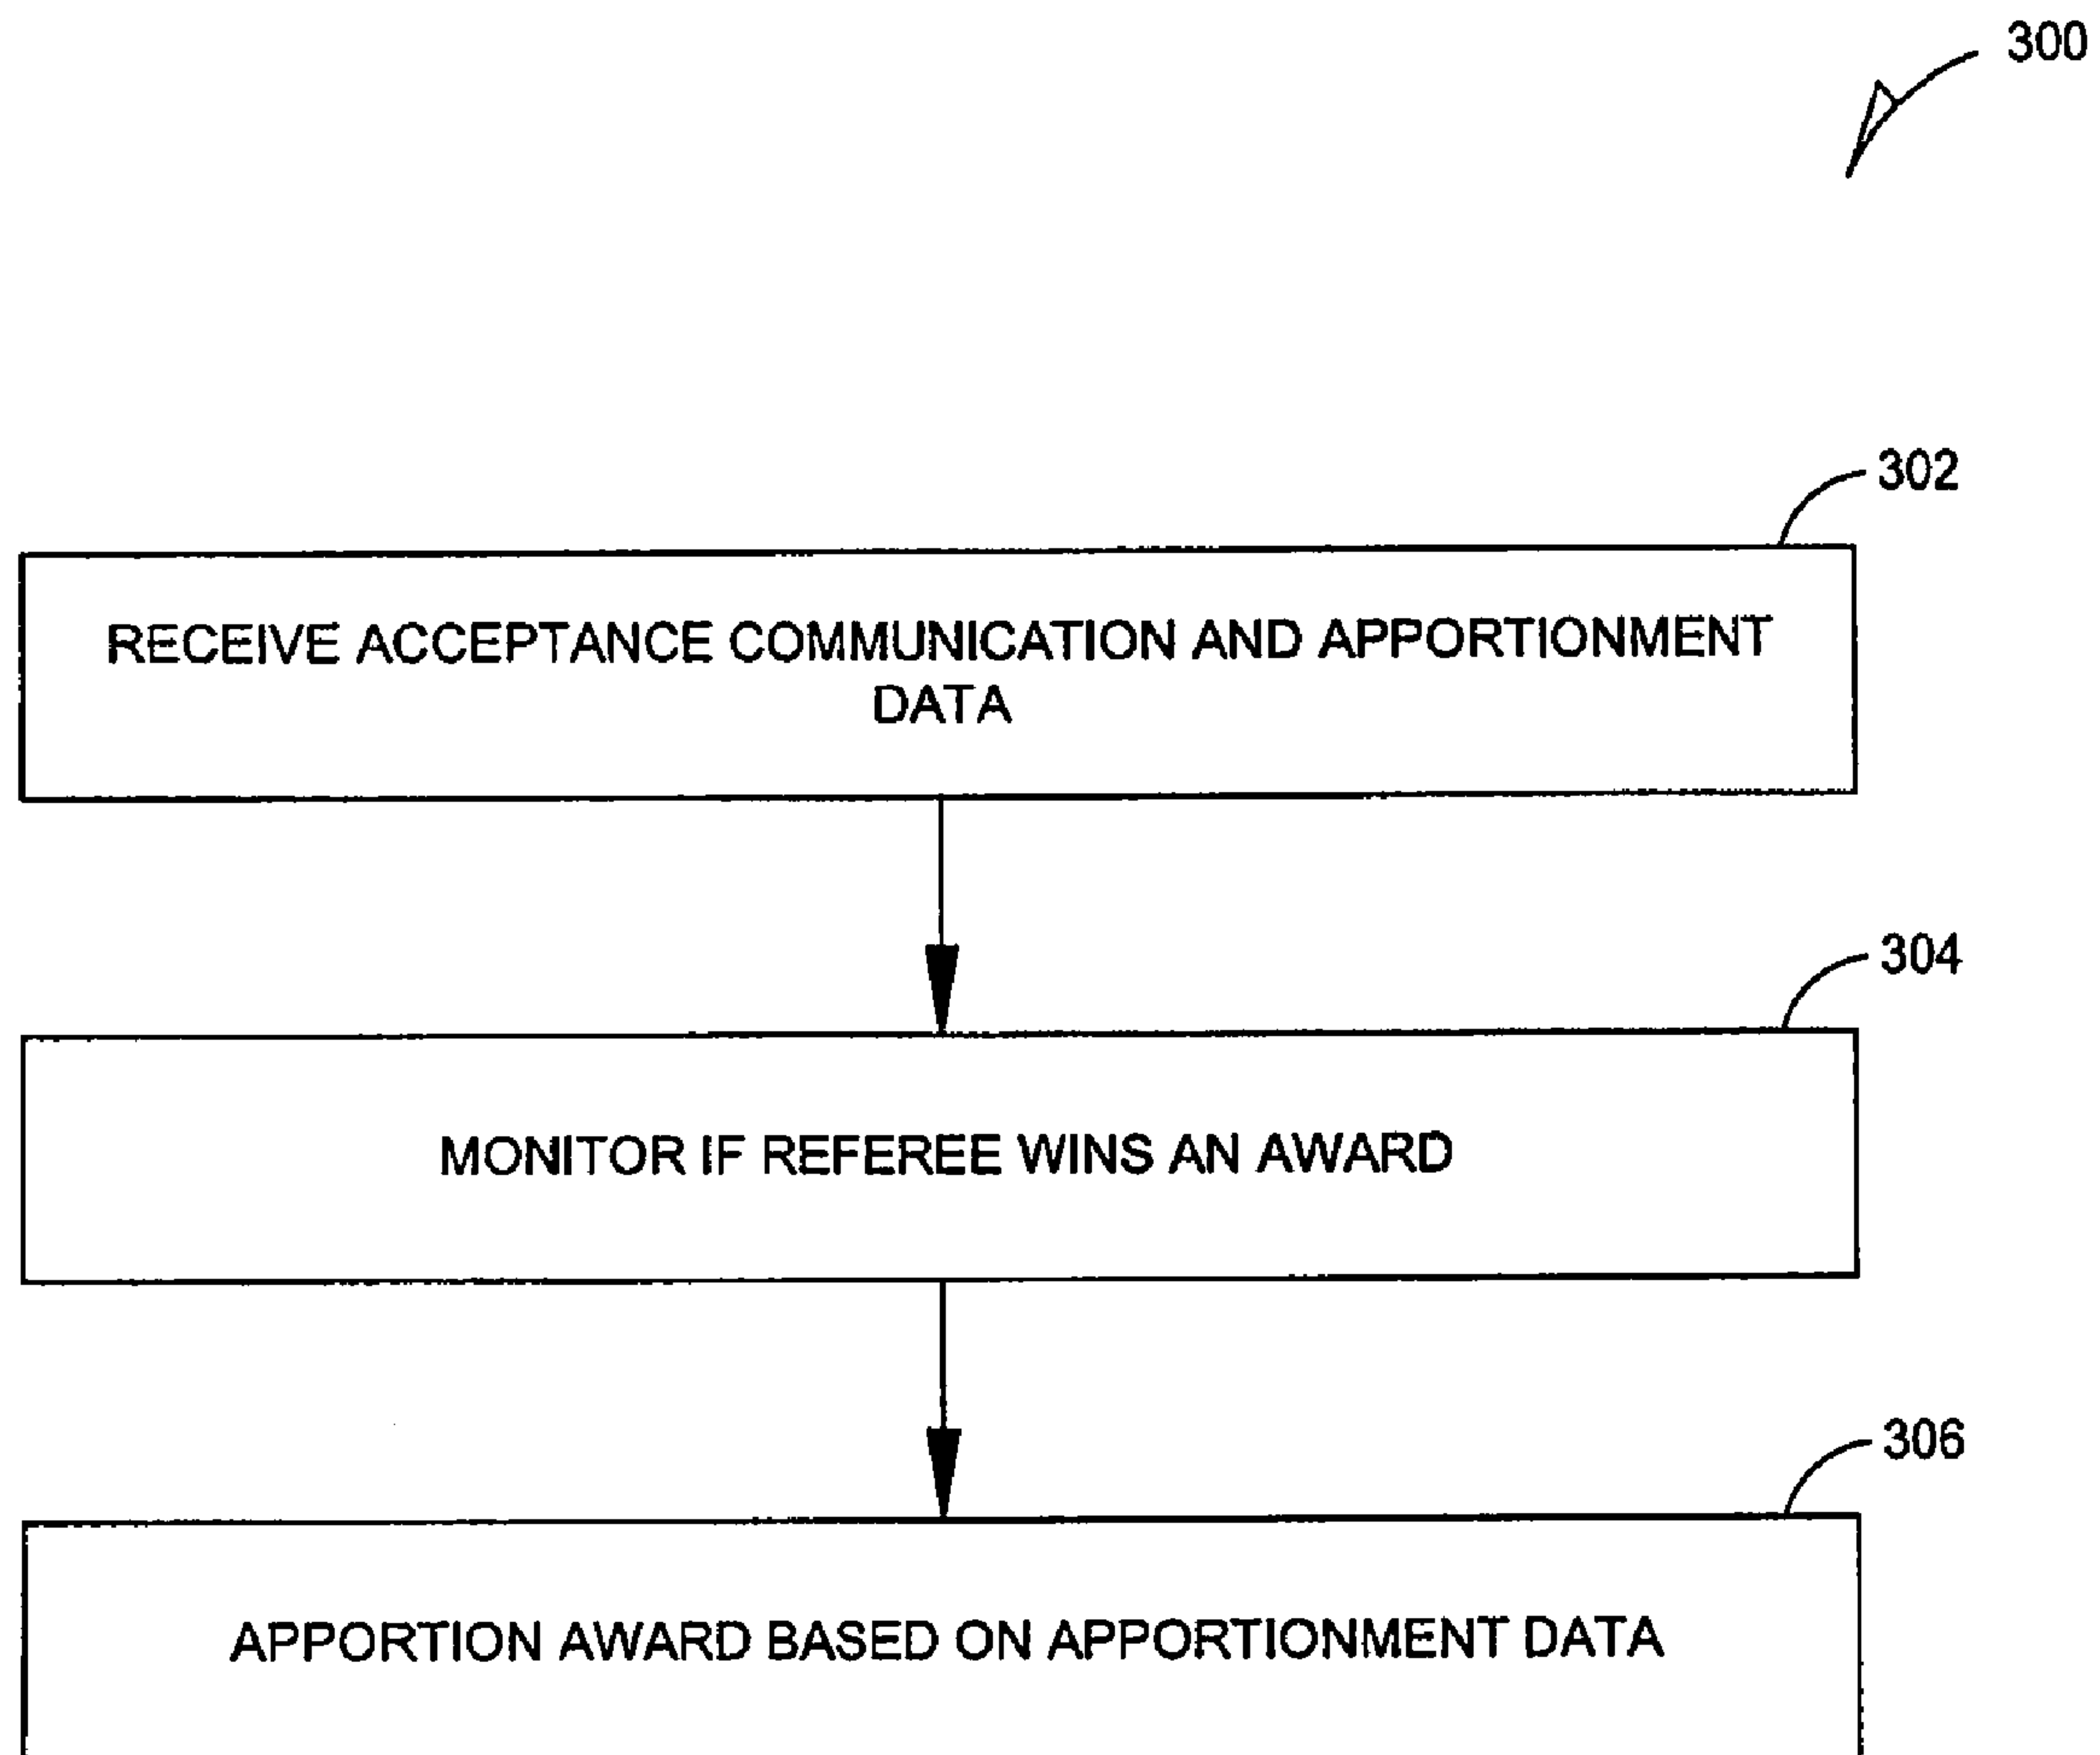 300
302
RECEIVE ACCEPTANCE COMMUNICATION AND APPORTIONMENT
DATA
304
MONITOR IF REFEREE WINS AN AWARD
306
APPORTION AWARD BASED ON APPORTIONMENT DATA